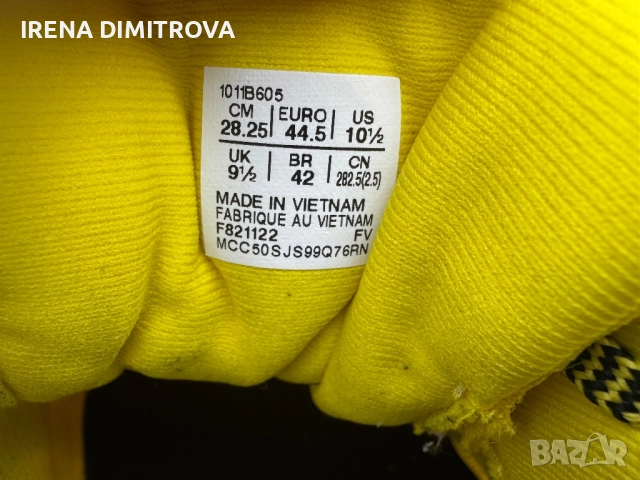 IRENA DIMITROVA
1011B605
CM | EURO | US
28.25 | 44.5 | 10½
UK | BR | CN
9½ | 42 | 282.5(2.5)
MADE IN VIETNAM
FABRIQUE AU VIETNAM
F821122 FV
MCC50SJS99Q76RN
BAZAR